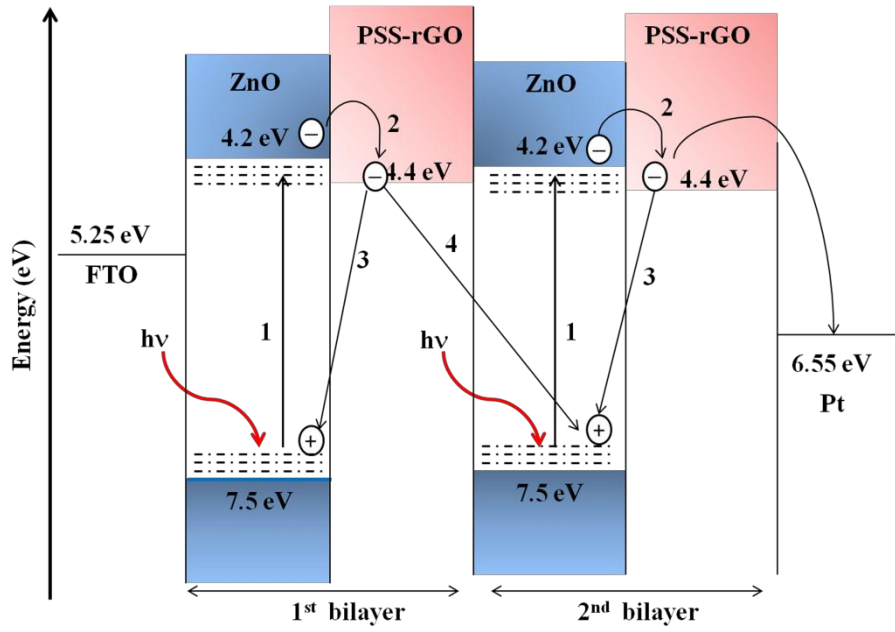 PSS-rGO
PSS-rGO
ZnO
ZnO
2
2
4.2 eV
−
4.2 eV
−
−
4.4 eV
−
4.4 eV
5.25 eV
FTO
3
4
3
Energy (eV)
hν
1
hν
1
6.55 eV
Pt
+
+
7.5 eV
7.5 eV
1st bilayer
2nd bilayer